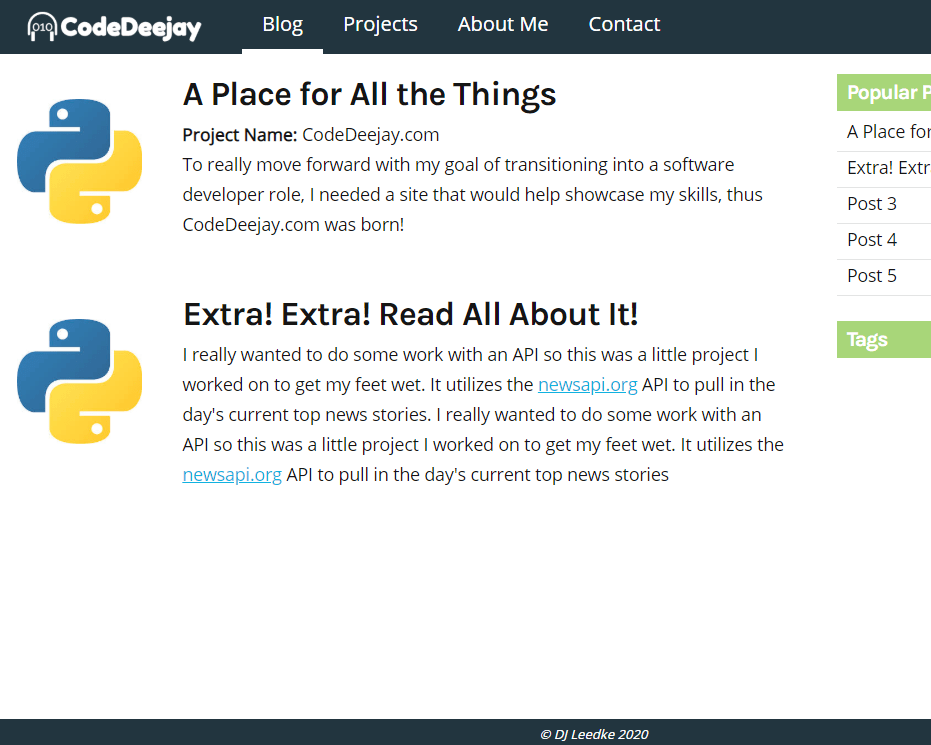 010 CodeDeejay
Blog Projects About Me Contact
A Place for All the Things
Project Name: CodeDeejay.com
To really move forward with my goal of transitioning into a software
developer role, I needed a site that would help showcase my skills, thus
CodeDeejay.com was born!
Extra! Extra! Read All About It!
I really wanted to do some work with an API so this was a little project I
worked on to get my feet wet. It utilizes the newsapi.org API to pull in the
day's current top news stories. I really wanted to do some work with an
API so this was a little project I worked on to get my feet wet. It utilizes the
newsapi.org API to pull in the day's current top news stories
Popular P
A Place for
Extra! Extr
Post 3
Post 4
Post 5
Tags
© DJ Leedke 2020